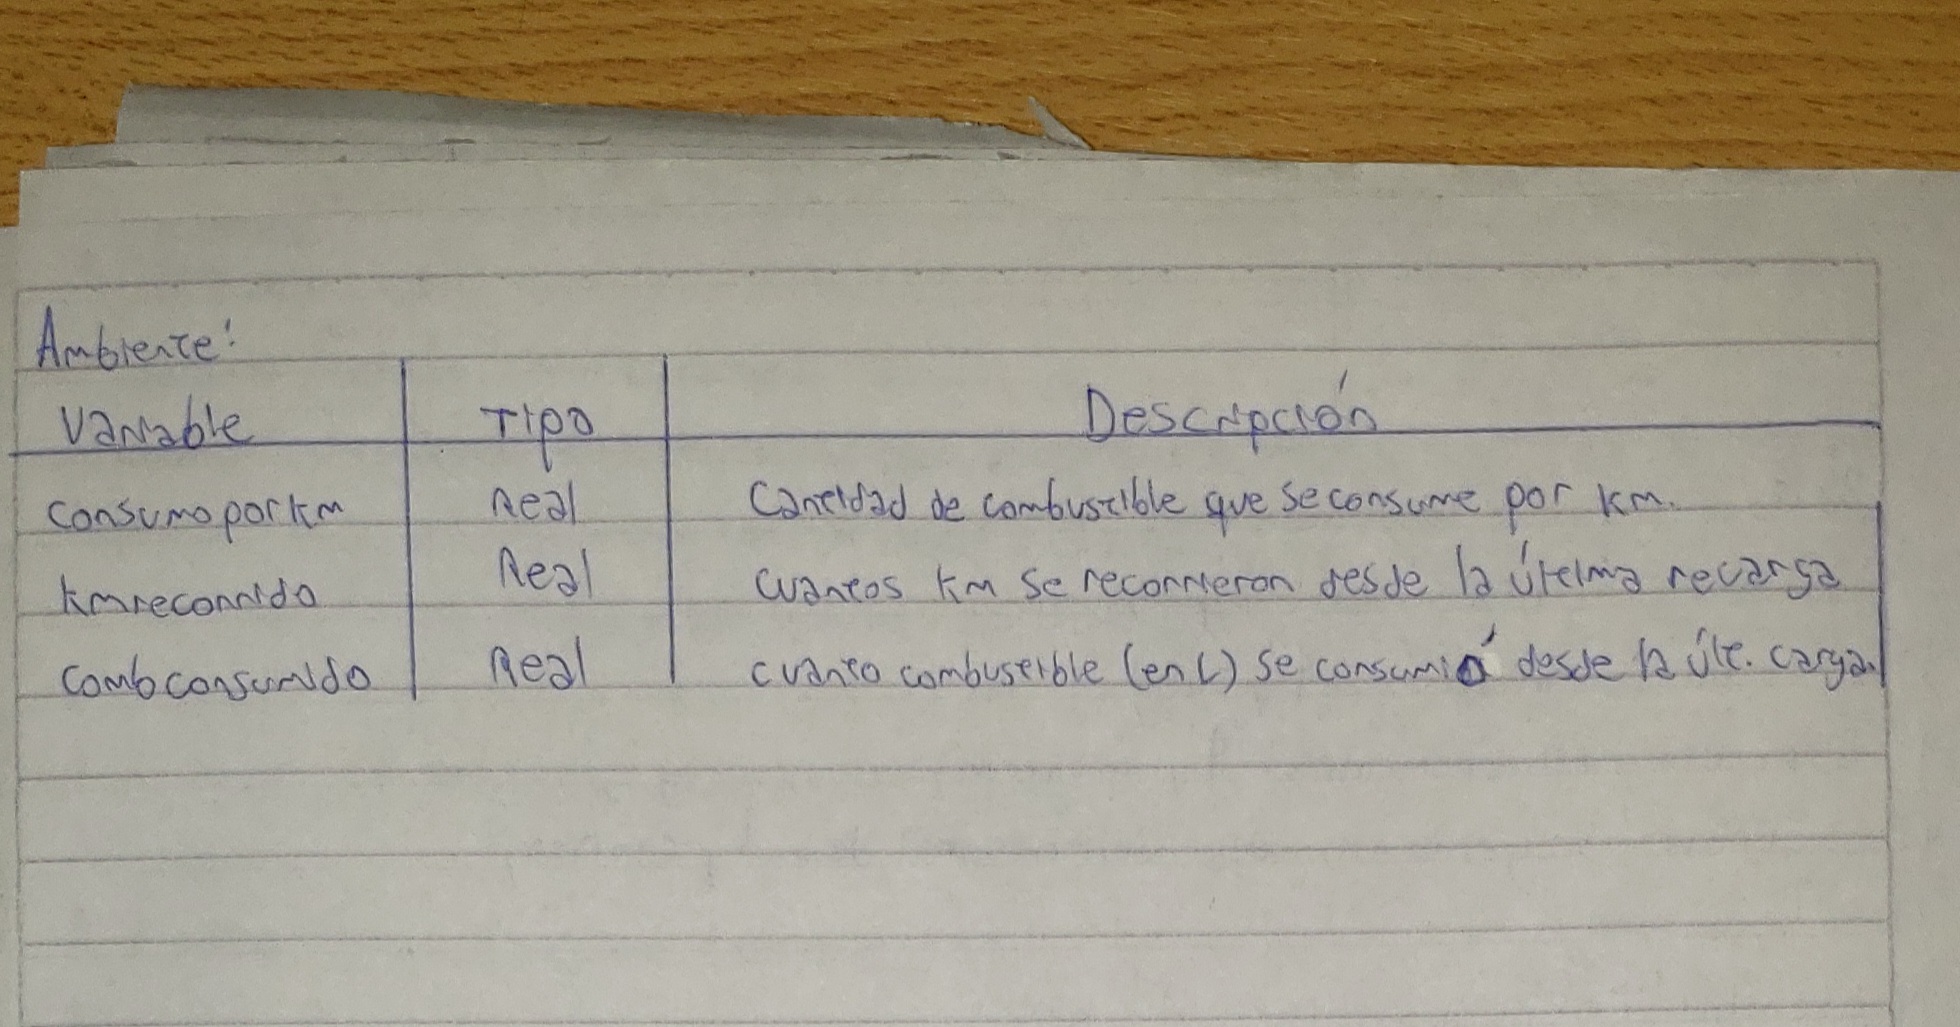 Ambiente:
Variable Tipo Descripción
consumoporkm Real Cantidad de combustible que se consume por km.
kmrecorrido Real Cuantos km se recorrieron desde la última recarga
combconsumido Real cuanto combustible (en L) se consumió desde la últ. carga.